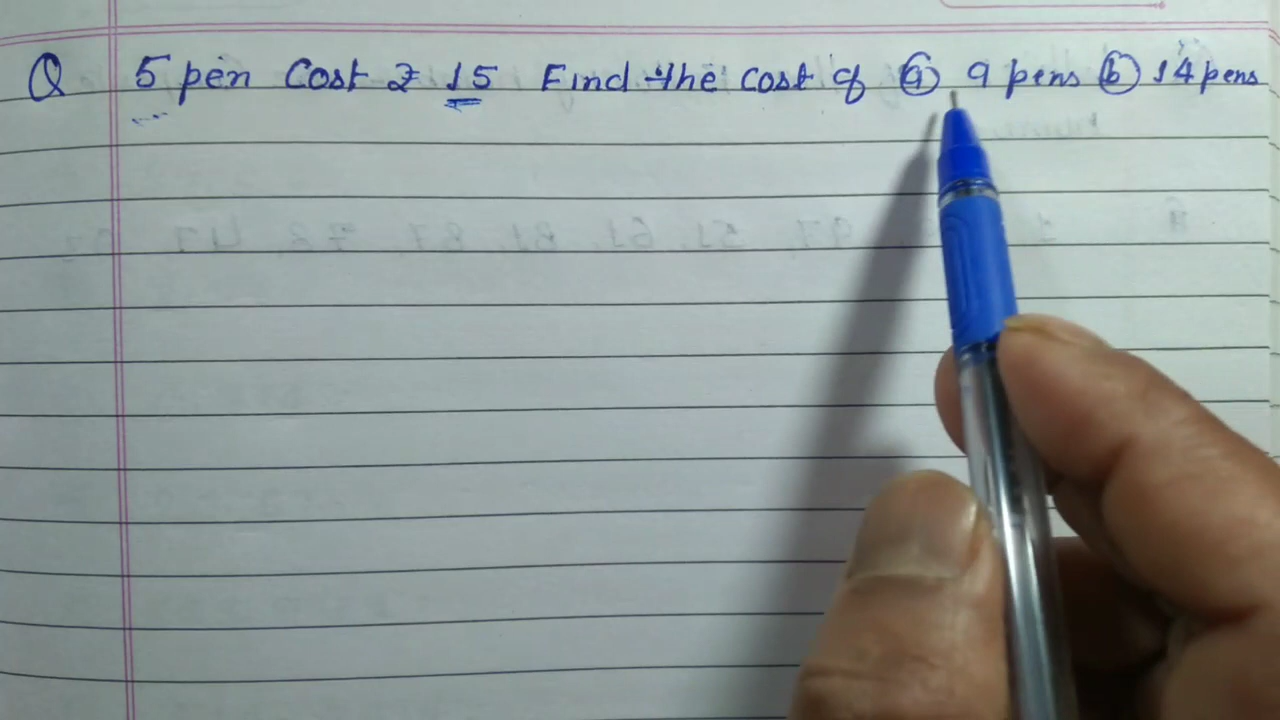 Q 5 pen Cost ₹ 15 Find the cost of (a) 9 pens (b) 14 pens